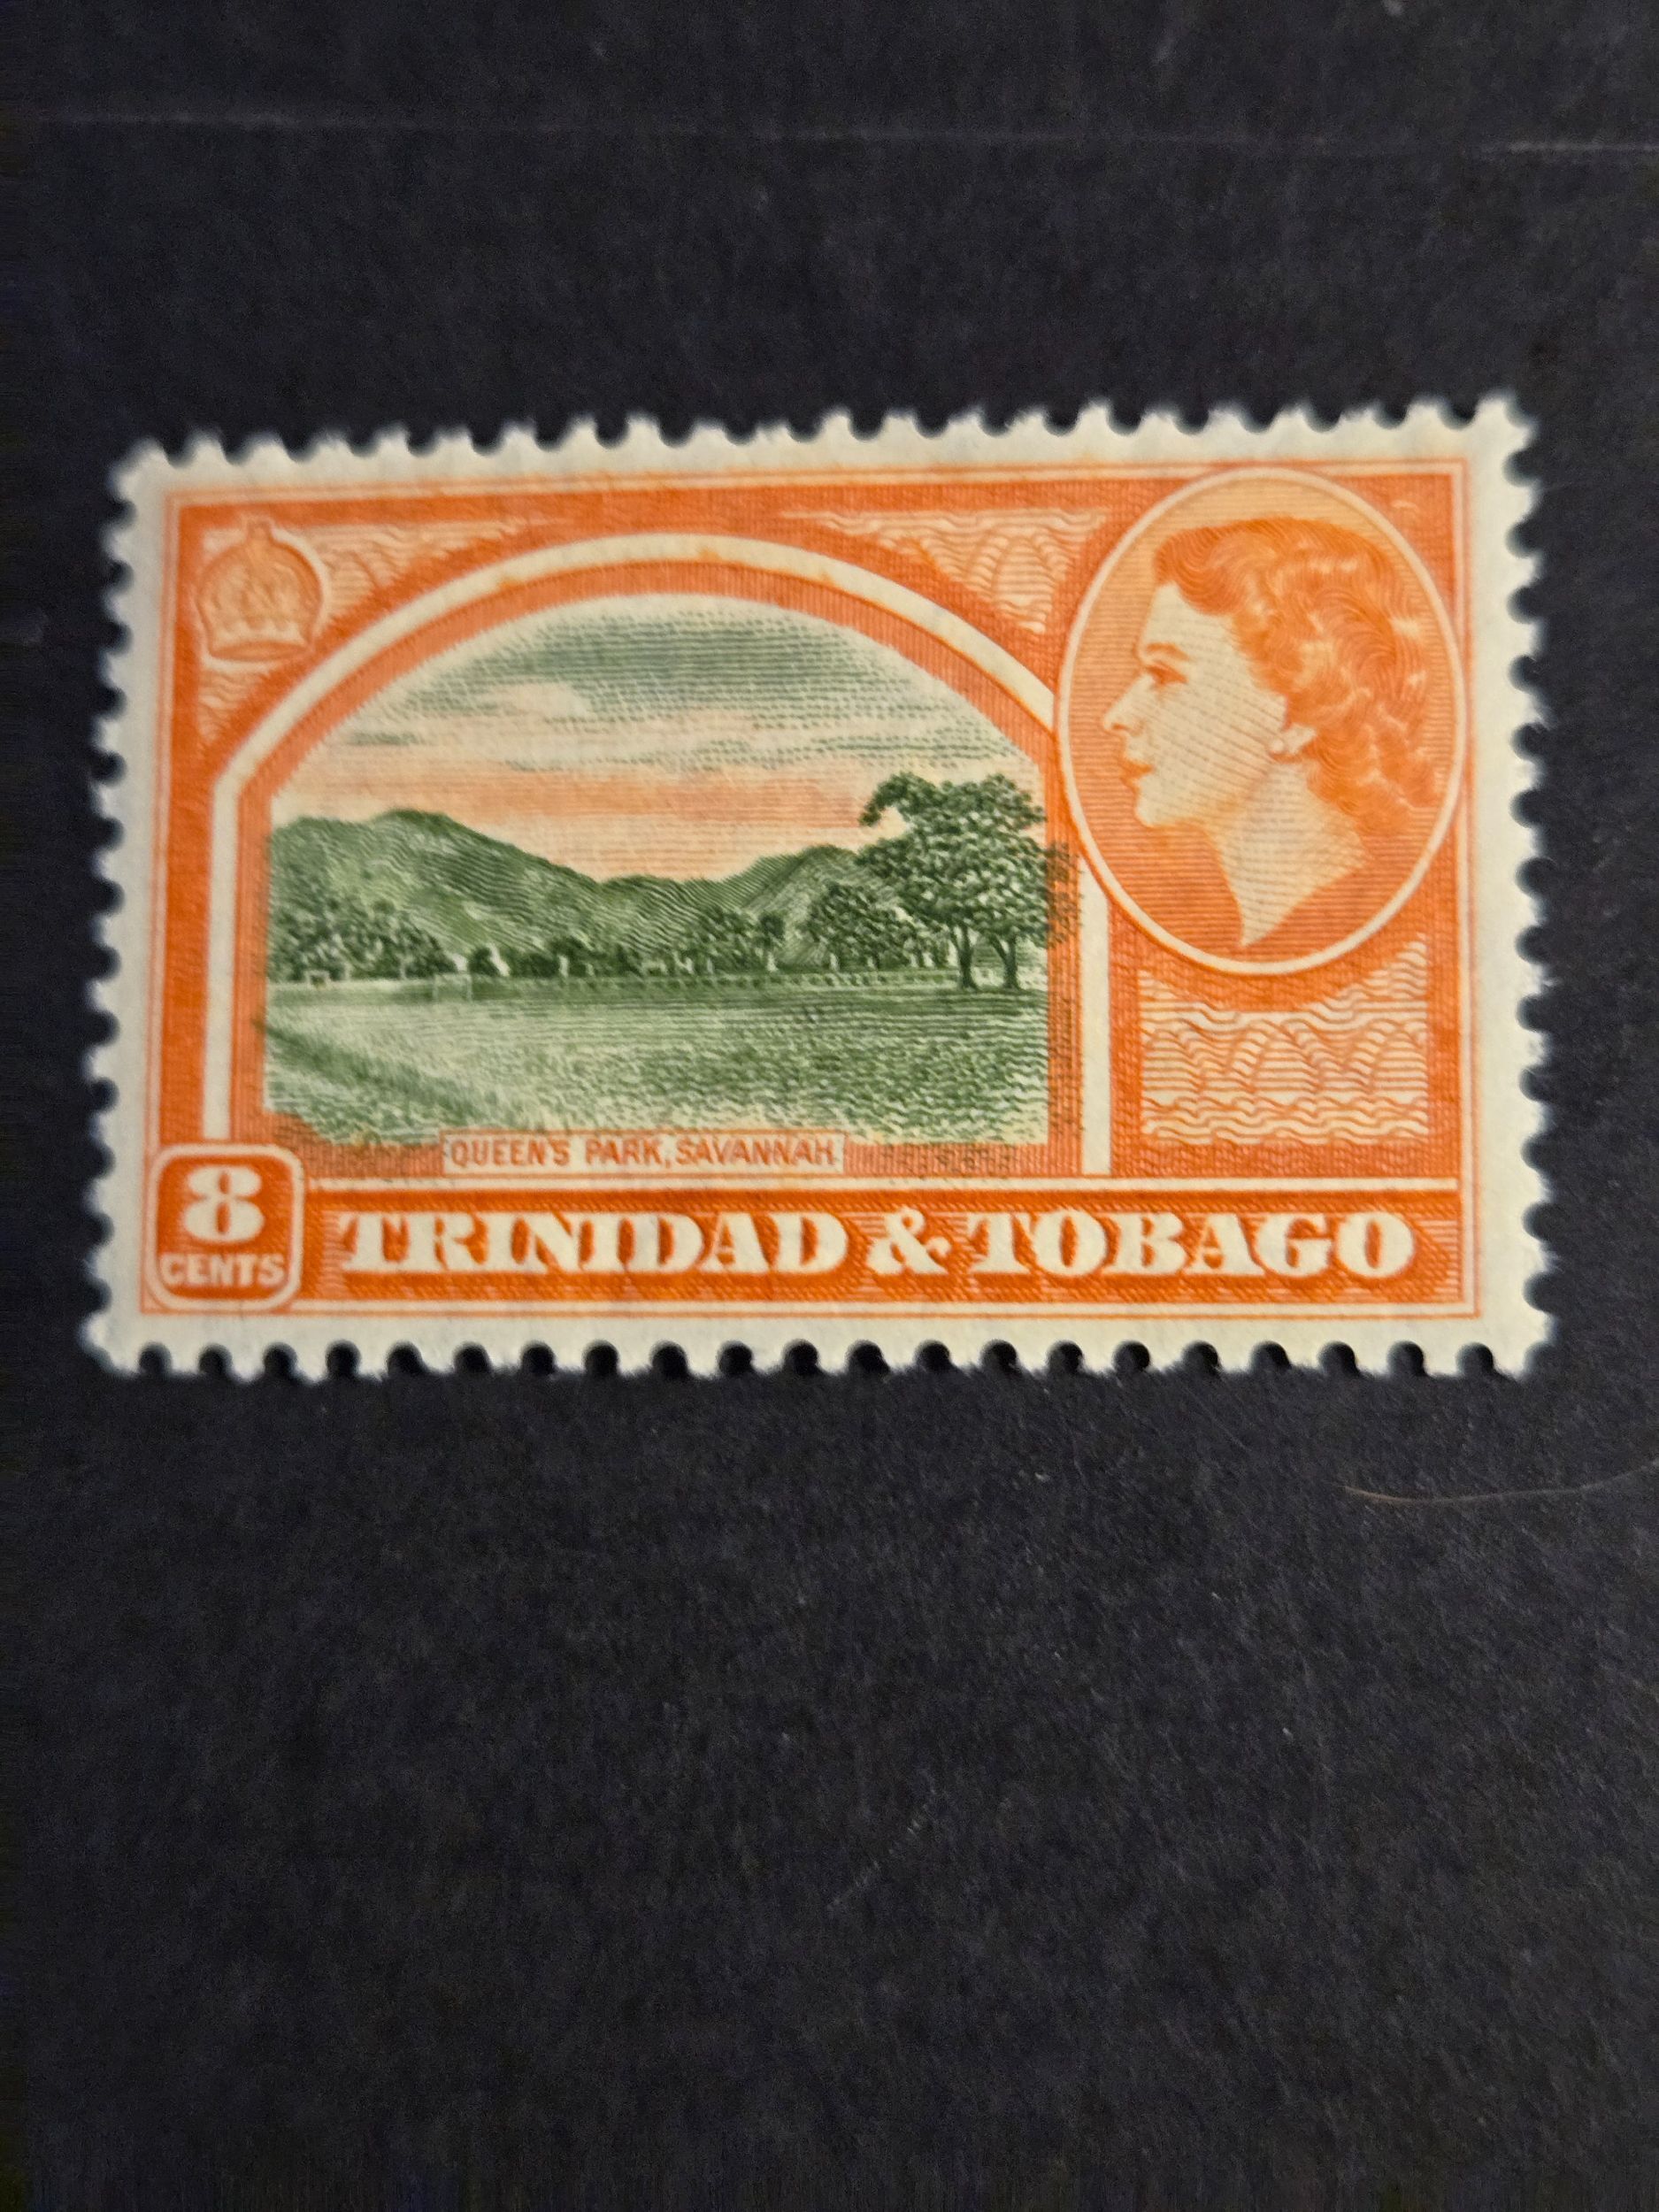 QUEEN'S PARK, SAVANNAH.
8
CENTS
TRINIDAD & TOBAGO